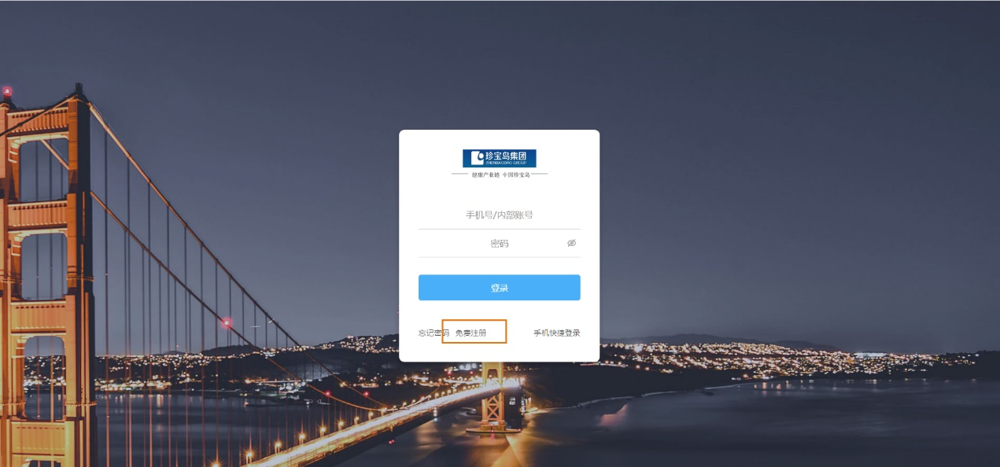 珍宝岛集团
ZHENBAODAO GROUP
健康产业链 中国珍宝岛
手机号/内部账号
密码
登录
忘记密码 免费注册 手机快捷登录